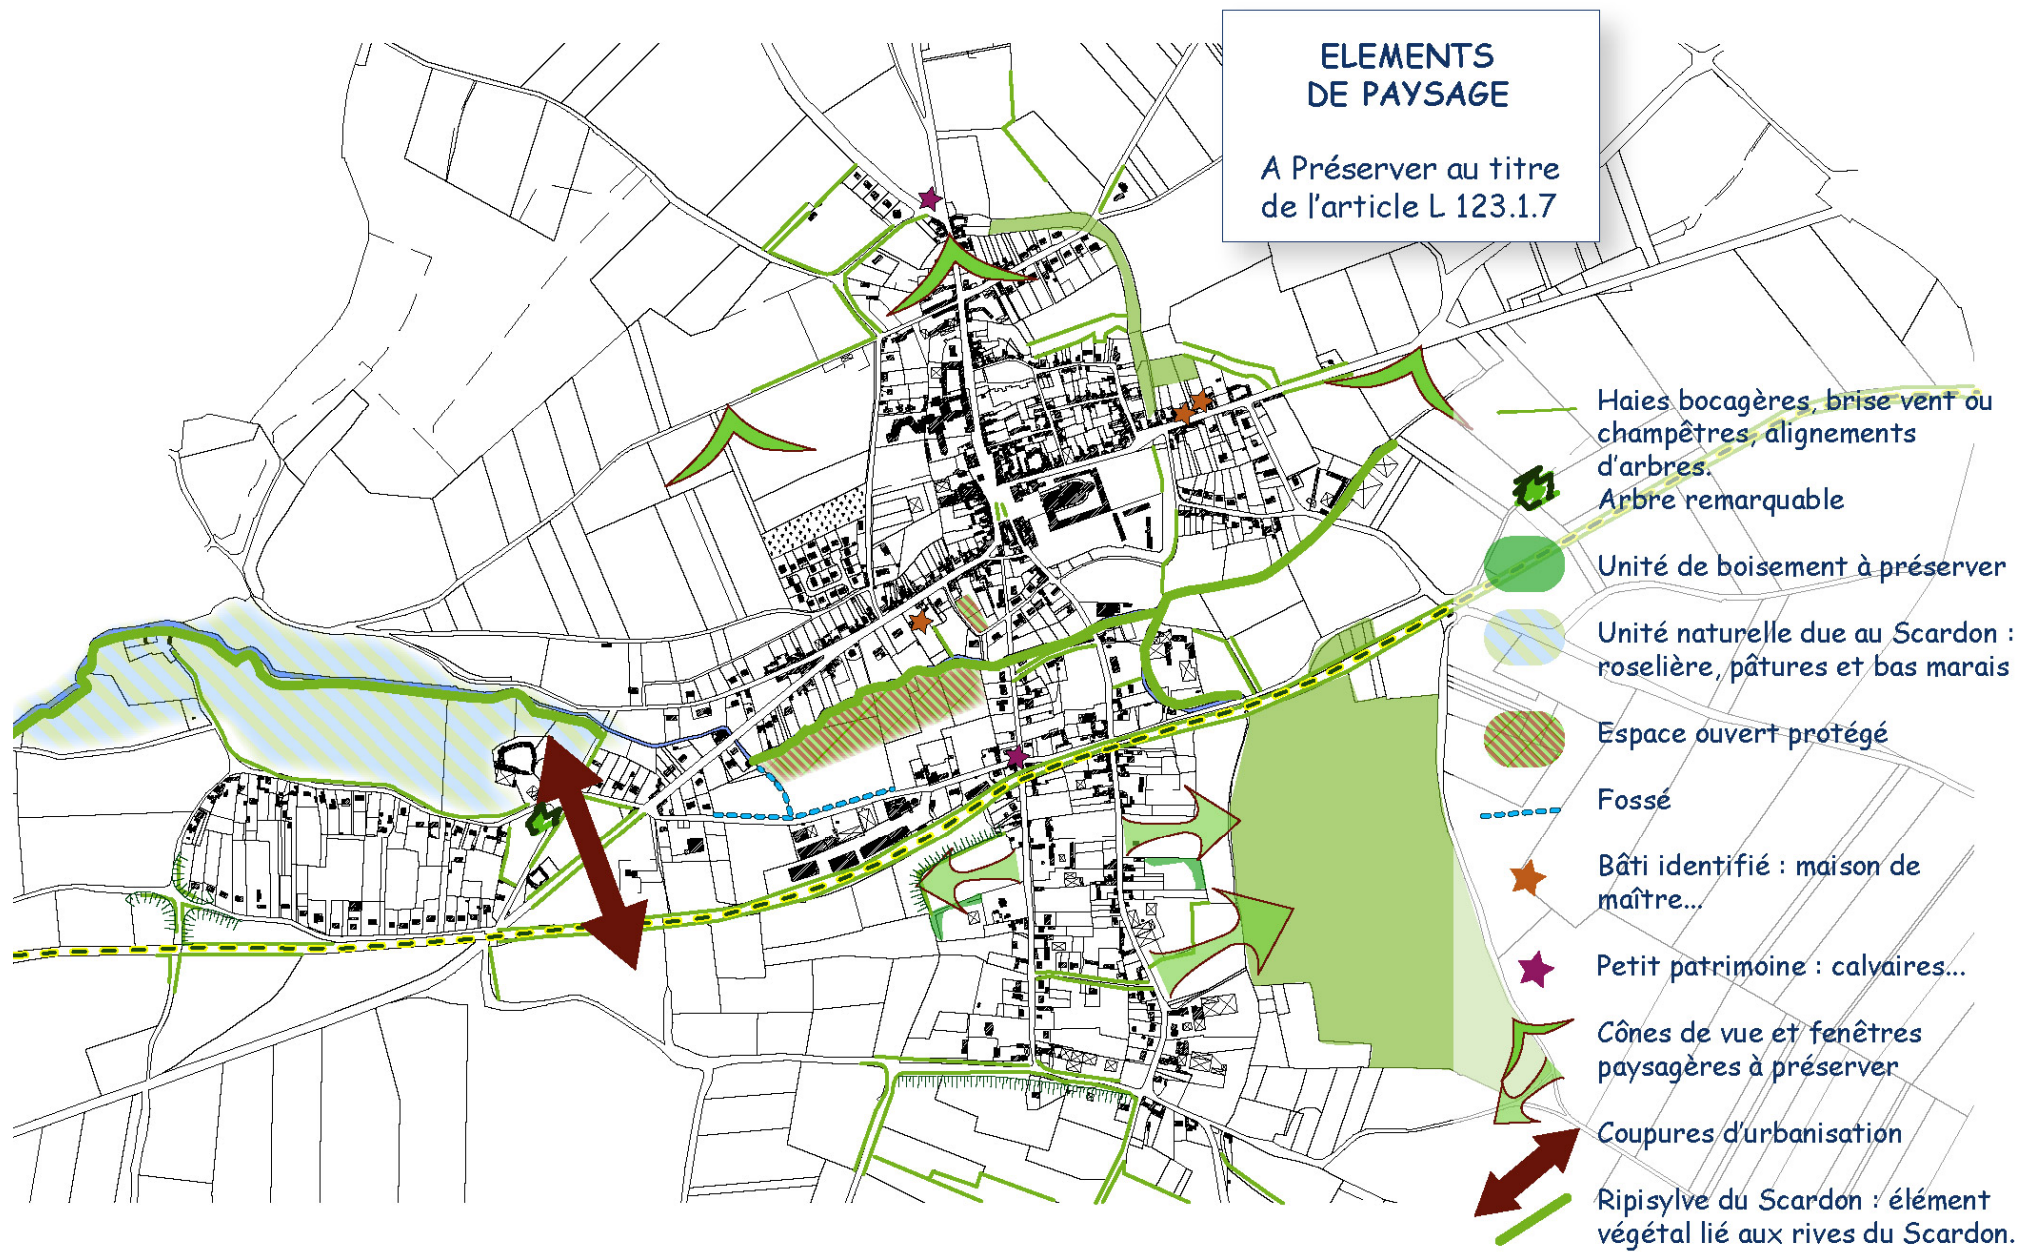 ELEMENTS
DE PAYSAGE
A Préserver au titre
de l'article L 123.1.7
Haies bocagères, brise vent ou
champêtres, alignements
d'arbres.
Arbre remarquable
Unité de boisement à préserver
Unité naturelle due au Scardon :
roselière, pâtures et bas marais
Espace ouvert protégé
Fossé
Bâti identifié : maison de
maître...
Petit patrimoine : calvaires...
Cônes de vue et fenêtres
paysagères à préserver
Coupures d'urbanisation
Ripisylve du Scardon : élément
végétal lié aux rives du Scardon.